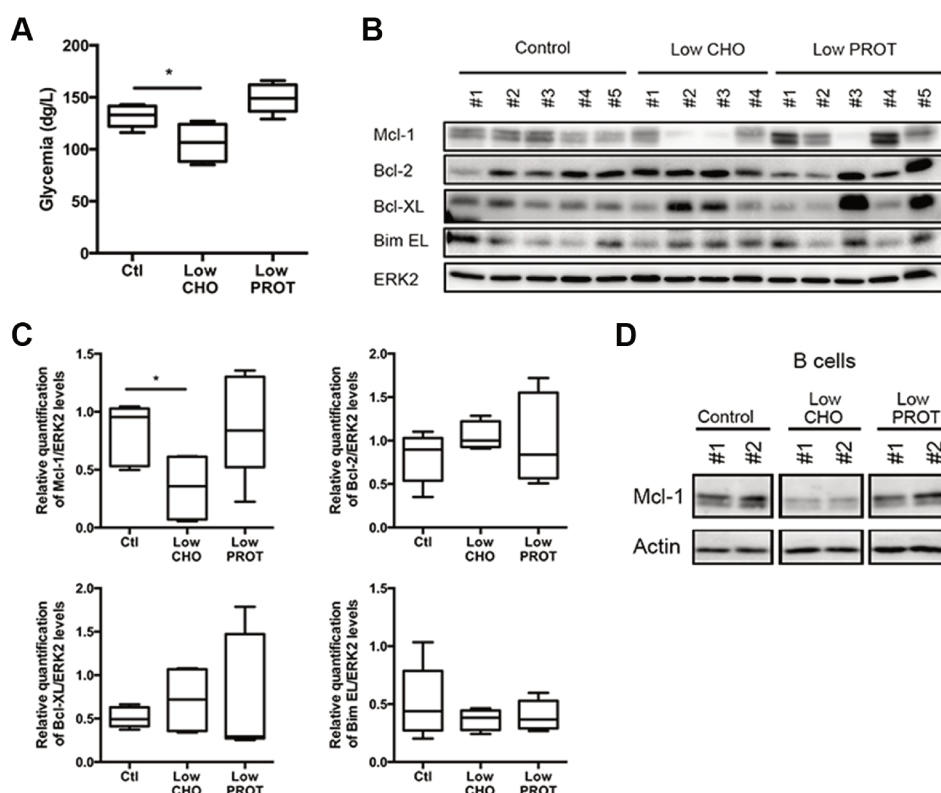 A
Glycemia (dg/L)
200
150
100
50
0
*
Ctl
Low CHO
Low PROT
B
Control
Low CHO
Low PROT
#1 #2 #3 #4 #5 #1 #2 #3 #4 #1 #2 #3 #4 #5
Mcl-1
Bcl-2
Bcl-XL
Bim EL
ERK2
C
Relative quantification
of Mcl-1/ERK2 levels
1.5
1.0
0.5
0.0
*
Ctl
Low CHO
Low PROT
Relative quantification
of Bcl-2/ERK2 levels
2.0
1.5
1.0
0.5
0.0
Ctl
Low CHO
Low PROT
Relative quantification
of Bcl-XL/ERK2 levels
2.0
1.5
1.0
0.5
0.0
Ctl
Low CHO
Low PROT
Relative quantification
of Bim EL/ERK2 levels
1.5
1.0
0.5
0.0
Ctl
Low CHO
Low PROT
D
B cells
Control
Low CHO
Low PROT
#1 #2 #1 #2 #1 #2
Mcl-1
Actin